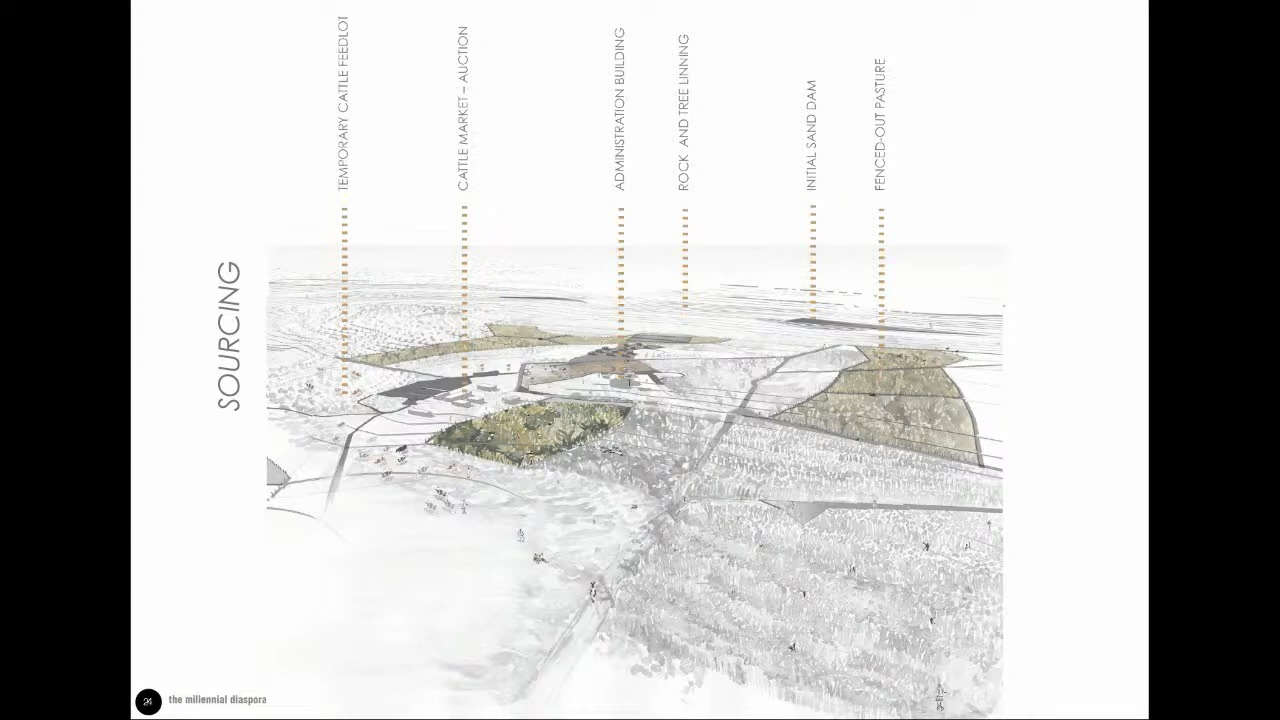 TEMPORARY CATTLE FEEDLOT
CATTLE MARKET – AUCTION
ADMINISTRATION BUILDING
ROCK AND TREE LINNING
INITIAL SAND DAM
FENCED-OUT PASTURE
SOURCING
24 the millennial diaspora